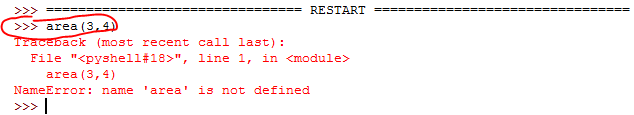 >>> ================================ RESTART ================================
>>> area(3,4)
Traceback (most recent call last):
  File "<pyshell#18>", line 1, in <module>
    area(3,4)
NameError: name 'area' is not defined
>>>